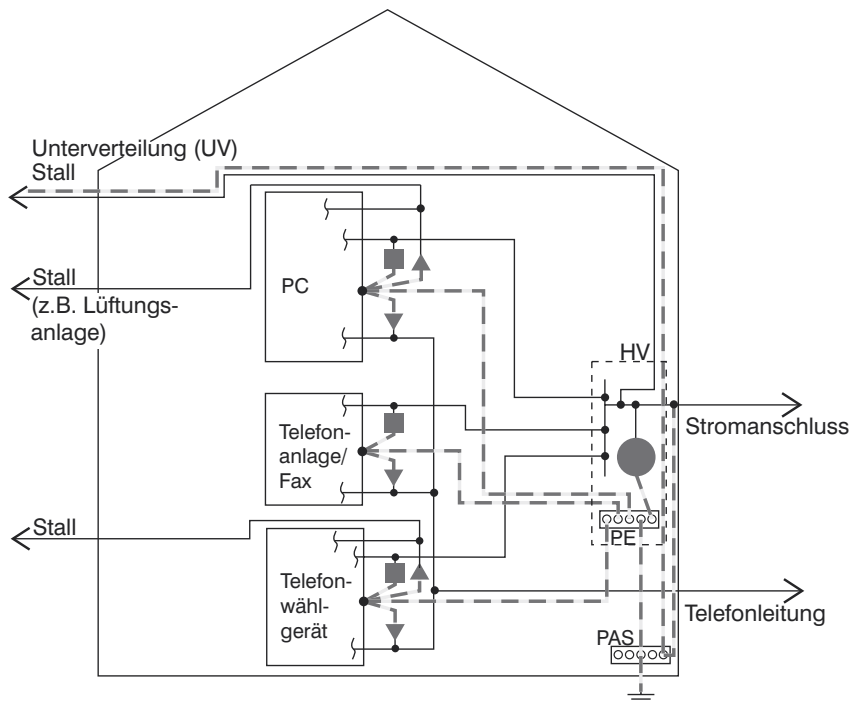 Unterverteilung (UV)
Stall
Stall
(z.B. Lüftungs-
anlage)
PC
HV
Stromanschluss
Telefon-
anlage/
Fax
Stall
PE
Telefon-
wähl-
gerät
Telefonleitung
PAS